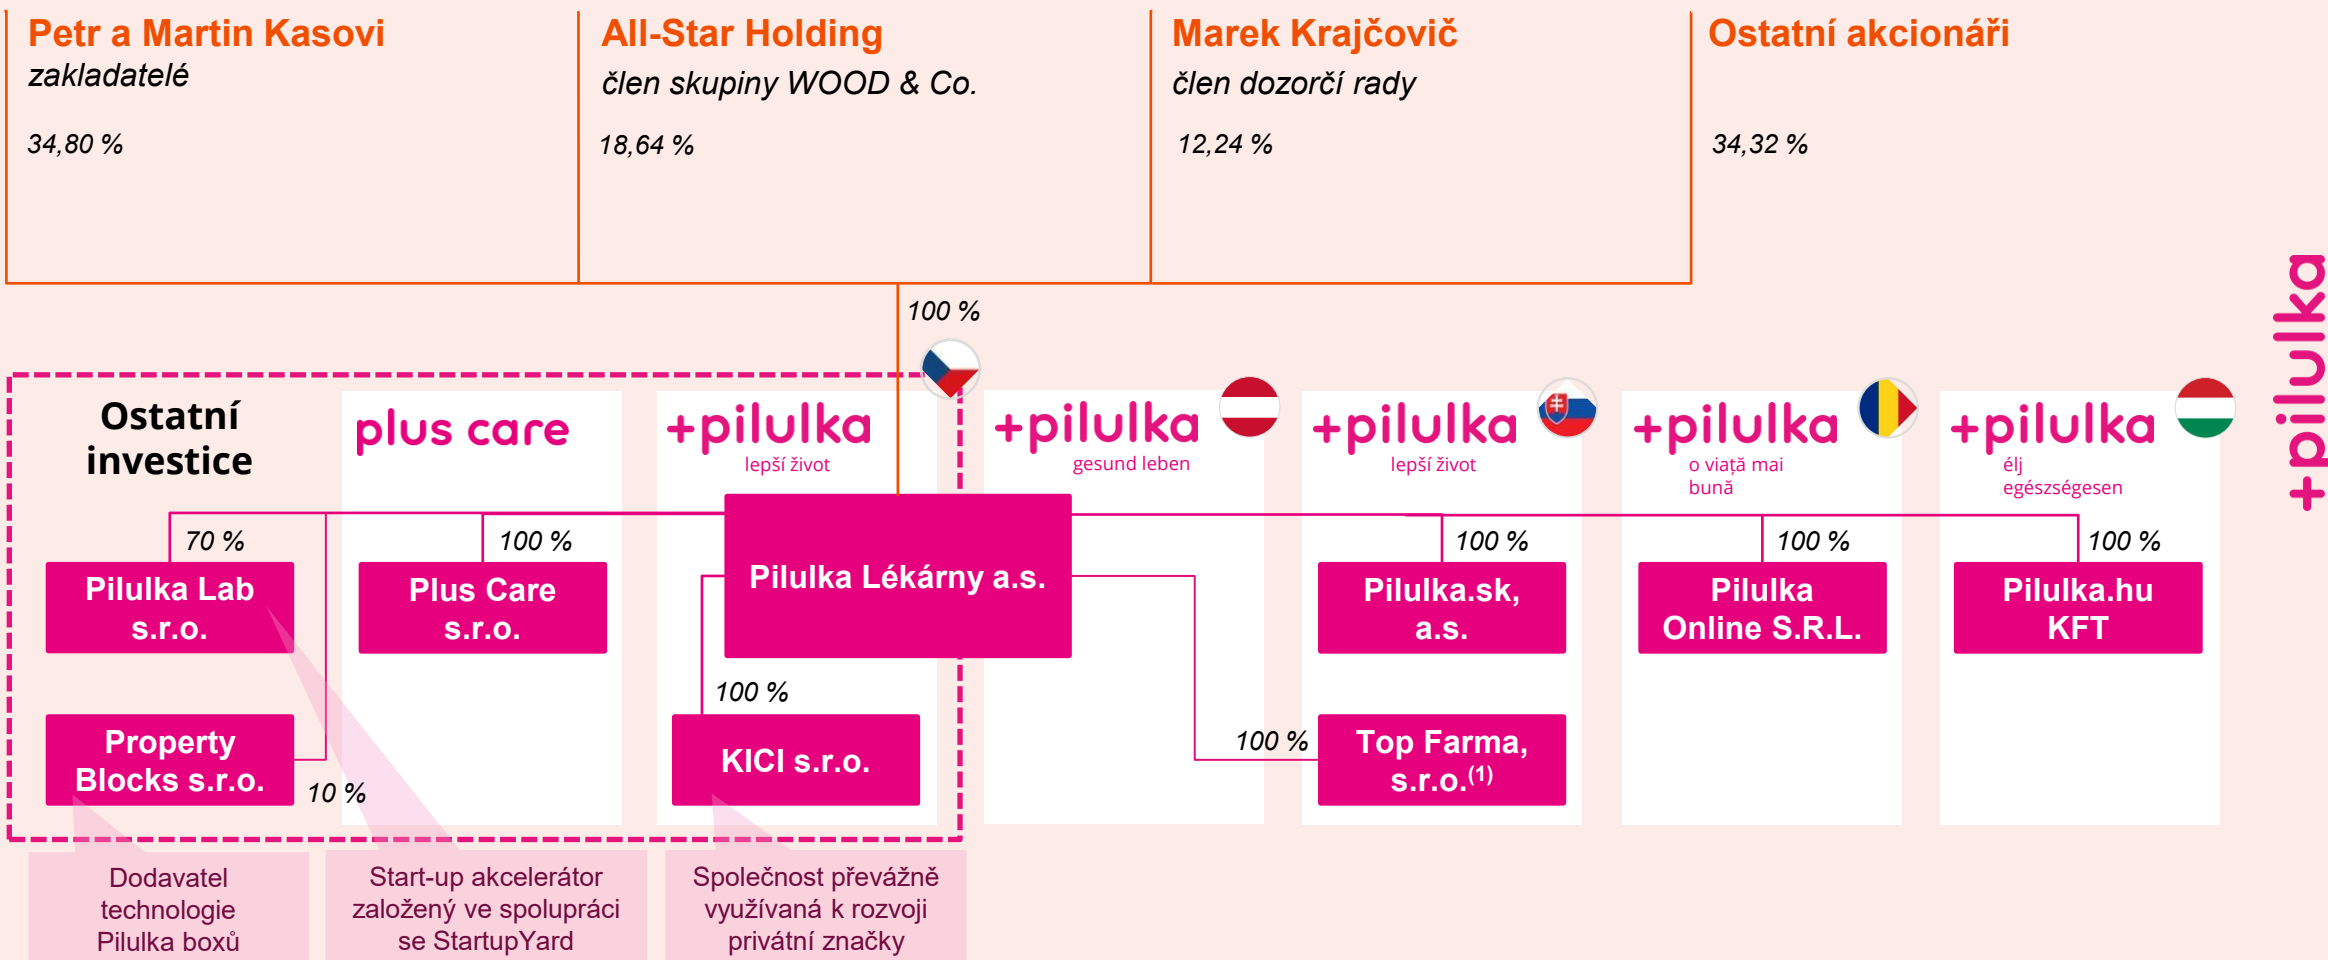 Petr a Martin Kasovi
zakladatelé
34,80 %
All-Star Holding
člen skupiny WOOD & Co.
18,64 %
Marek Krajčovič
člen dozorčí rady
12,24 %
Ostatní akcionáři
34,32 %
100 %
+pilulka
Ostatní
investice
plus care
+pilulka
lepší život
+pilulka
gesund leben
+pilulka
lepší život
+pilulka
o viață mai
bună
+pilulka
élj
egészségesen
70 %
100 %
100 %
100 %
100 %
Pilulka Lab
s.r.o.
Plus Care
s.r.o.
Pilulka Lékárny a.s.
Pilulka.sk,
a.s.
Pilulka
Online S.R.L.
Pilulka.hu
KFT
100 %
100 %
Property
Blocks s.r.o.
10 %
KICI s.r.o.
Top Farma,
s.r.o.(1)
Dodavatel
technologie
Pilulka boxů
Start-up akcelerátor
založený ve spolupráci
se StartupYard
Společnost převážně
využívaná k rozvoji
privátní značky